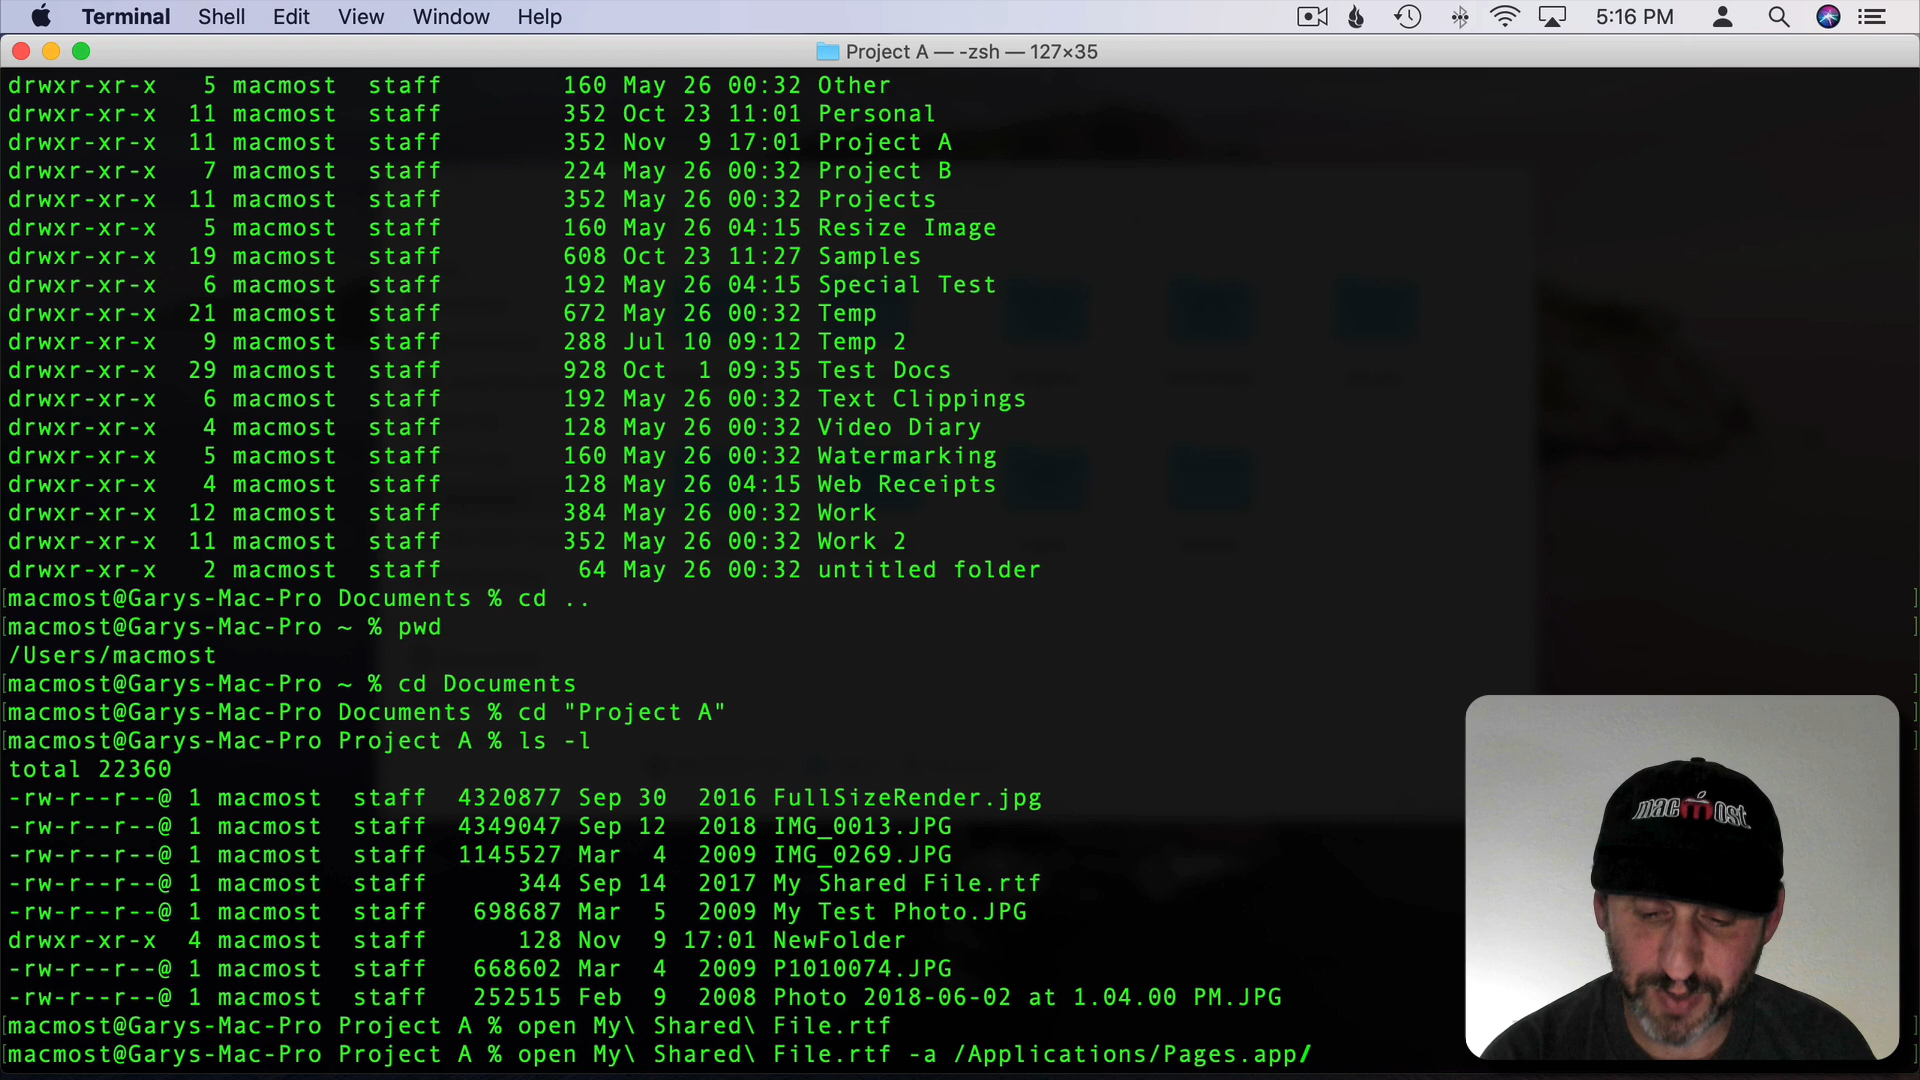 Terminal Shell Edit View Window Help 5:16 PM
Project A — -zsh — 127×35
drwxr-xr-x 5 macmost staff 160 May 26 00:32 Other
drwxr-xr-x 11 macmost staff 352 Oct 23 11:01 Personal
drwxr-xr-x 11 macmost staff 352 Nov 9 17:01 Project A
drwxr-xr-x 7 macmost staff 224 May 26 00:32 Project B
drwxr-xr-x 11 macmost staff 352 May 26 00:32 Projects
drwxr-xr-x 5 macmost staff 160 May 26 04:15 Resize Image
drwxr-xr-x 19 macmost staff 608 Oct 23 11:27 Samples
drwxr-xr-x 6 macmost staff 192 May 26 04:15 Special Test
drwxr-xr-x 21 macmost staff 672 May 26 00:32 Temp
drwxr-xr-x 9 macmost staff 288 Jul 10 09:12 Temp 2
drwxr-xr-x 29 macmost staff 928 Oct 1 09:35 Test Docs
drwxr-xr-x 6 macmost staff 192 May 26 00:32 Text Clippings
drwxr-xr-x 4 macmost staff 128 May 26 00:32 Video Diary
drwxr-xr-x 5 macmost staff 160 May 26 00:32 Watermarking
drwxr-xr-x 4 macmost staff 128 May 26 04:15 Web Receipts
drwxr-xr-x 12 macmost staff 384 May 26 00:32 Work
drwxr-xr-x 11 macmost staff 352 May 26 00:32 Work 2
drwxr-xr-x 2 macmost staff 64 May 26 00:32 untitled folder
[macmost@Garys-Mac-Pro Documents % cd .. ]
[macmost@Garys-Mac-Pro ~ % pwd ]
/Users/macmost
[macmost@Garys-Mac-Pro ~ % cd Documents ]
[macmost@Garys-Mac-Pro Documents % cd "Project A" ]
[macmost@Garys-Mac-Pro Project A % ls -l ]
total 22360
-rw-r--r--@ 1 macmost staff 4320877 Sep 30 2016 FullSizeRender.jpg
-rw-r--r--@ 1 macmost staff 4349047 Sep 12 2018 IMG_0013.JPG
-rw-r--r--@ 1 macmost staff 1145527 Mar 4 2009 IMG_0269.JPG
-rw-r--r--@ 1 macmost staff 344 Sep 14 2017 My Shared File.rtf
-rw-r--r--@ 1 macmost staff 698687 Mar 5 2009 My Test Photo.JPG
drwxr-xr-x 4 macmost staff 128 Nov 9 17:01 NewFolder
-rw-r--r--@ 1 macmost staff 668602 Mar 4 2009 P1010074.JPG
-rw-r--r--@ 1 macmost staff 252515 Feb 9 2008 Photo 2018-06-02 at 1.04.00 PM.JPG
[macmost@Garys-Mac-Pro Project A % open My\ Shared\ File.rtf ]
[macmost@Garys-Mac-Pro Project A % open My\ Shared\ File.rtf -a /Applications/Pages.app/ ]
macmost